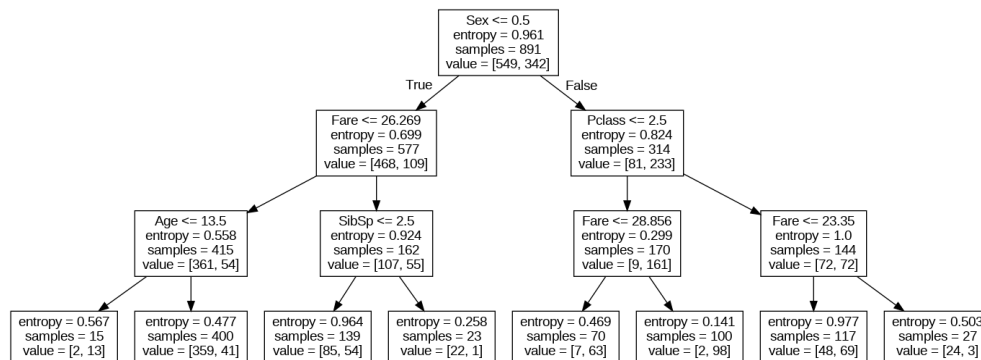 Sex <= 0.5
entropy = 0.961
samples = 891
value = [549, 342]
True
False
Fare <= 26.269
entropy = 0.699
samples = 577
value = [468, 109]
Pclass <= 2.5
entropy = 0.824
samples = 314
value = [81, 233]
Age <= 13.5
entropy = 0.558
samples = 415
value = [361, 54]
SibSp <= 2.5
entropy = 0.924
samples = 162
value = [107, 55]
Fare <= 28.856
entropy = 0.299
samples = 170
value = [9, 161]
Fare <= 23.35
entropy = 1.0
samples = 144
value = [72, 72]
entropy = 0.567
samples = 15
value = [2, 13]
entropy = 0.477
samples = 400
value = [359, 41]
entropy = 0.964
samples = 139
value = [85, 54]
entropy = 0.258
samples = 23
value = [22, 1]
entropy = 0.469
samples = 70
value = [7, 63]
entropy = 0.141
samples = 100
value = [2, 98]
entropy = 0.977
samples = 117
value = [48, 69]
entropy = 0.503
samples = 27
value = [24, 3]